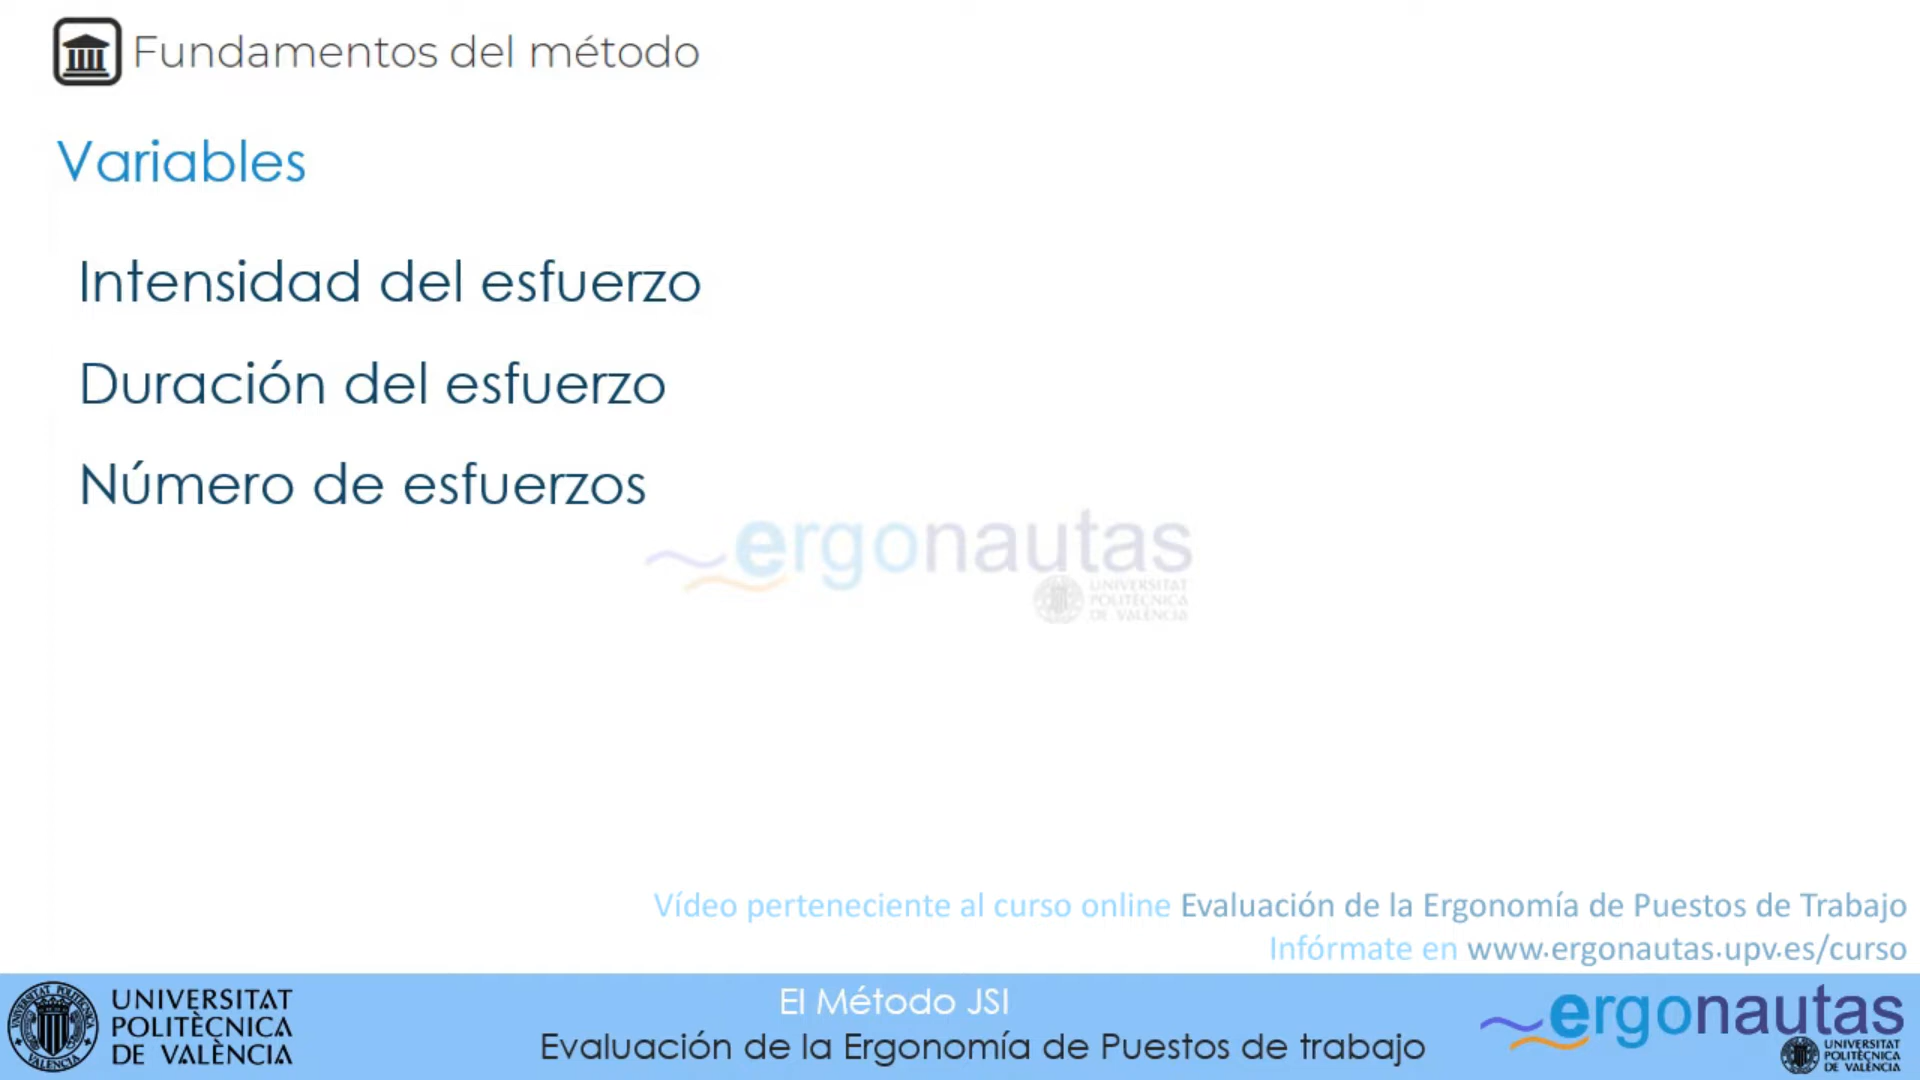 Fundamentos del método
Variables
Intensidad del esfuerzo
Duración del esfuerzo
Número de esfuerzos
ergonautas
UNIVERSITAT
POLITÈCNICA
DE VALÈNCIA
Vídeo perteneciente al curso online Evaluación de la Ergonomía de Puestos de Trabajo
Infórmate en www.ergonautas.upv.es/curso
UNIVERSITAT
POLITÈCNICA
DE VALÈNCIA
El Método JSI
Evaluación de la Ergonomía de Puestos de trabajo
ergonautas
UNIVERSITAT
POLITÈCNICA
DE VALÈNCIA